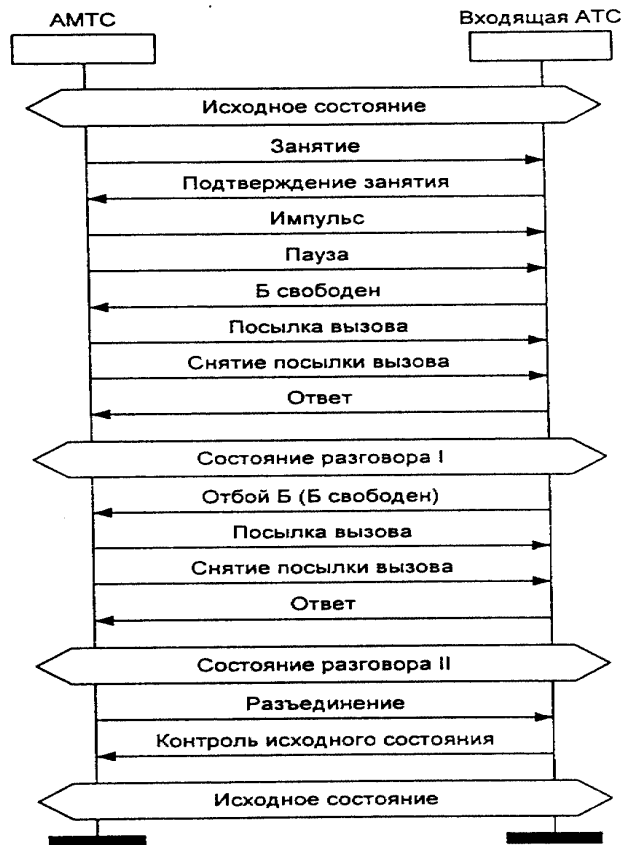 АМТС
Входящая АТС
Исходное состояние
Занятие
Подтверждение занятия
Импульс
Пауза
Б свободен
Посылка вызова
Снятие посылки вызова
Ответ
Состояние разговора I
Отбой Б (Б свободен)
Посылка вызова
Снятие посылки вызова
Ответ
Состояние разговора II
Разъединение
Контроль исходного состояния
Исходное состояние